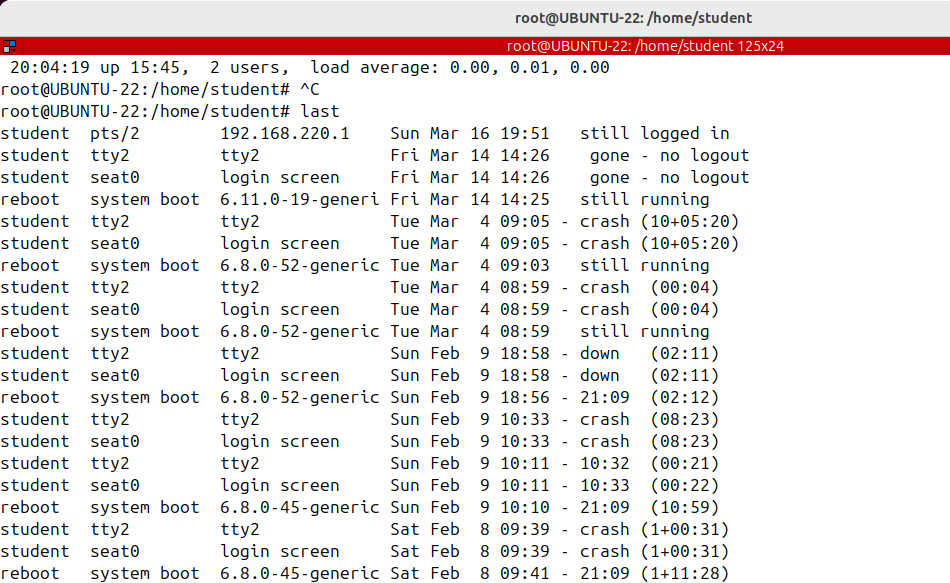 root@UBUNTU-22: /home/student
root@UBUNTU-22: /home/student 125x24
 20:04:19 up 15:45,  2 users,  load average: 0.00, 0.01, 0.00
root@UBUNTU-22:/home/student# ^C
root@UBUNTU-22:/home/student# last
student  pts/2        192.168.220.1    Sun Mar 16 19:51   still logged in
student  tty2         tty2             Fri Mar 14 14:26    gone - no logout
student  seat0        login screen     Fri Mar 14 14:26    gone - no logout
reboot   system boot  6.11.0-19-generi Fri Mar 14 14:25   still running
student  tty2         tty2             Tue Mar  4 09:05 - crash (10+05:20)
student  seat0        login screen     Tue Mar  4 09:05 - crash (10+05:20)
reboot   system boot  6.8.0-52-generic Tue Mar  4 09:03   still running
student  tty2         tty2             Tue Mar  4 08:59 - crash  (00:04)
student  seat0        login screen     Tue Mar  4 08:59 - crash  (00:04)
reboot   system boot  6.8.0-52-generic Tue Mar  4 08:59   still running
student  tty2         tty2             Sun Feb  9 18:58 - down   (02:11)
student  seat0        login screen     Sun Feb  9 18:58 - down   (02:11)
reboot   system boot  6.8.0-52-generic Sun Feb  9 18:56 - 21:09  (02:12)
student  tty2         tty2             Sun Feb  9 10:33 - crash  (08:23)
student  seat0        login screen     Sun Feb  9 10:33 - crash  (08:23)
student  tty2         tty2             Sun Feb  9 10:11 - 10:32  (00:21)
student  seat0        login screen     Sun Feb  9 10:11 - 10:33  (00:22)
reboot   system boot  6.8.0-45-generic Sun Feb  9 10:10 - 21:09  (10:59)
student  tty2         tty2             Sat Feb  8 09:39 - crash (1+00:31)
student  seat0        login screen     Sat Feb  8 09:39 - crash (1+00:31)
reboot   system boot  6.8.0-45-generic Sat Feb  8 09:41 - 21:09 (1+11:28)